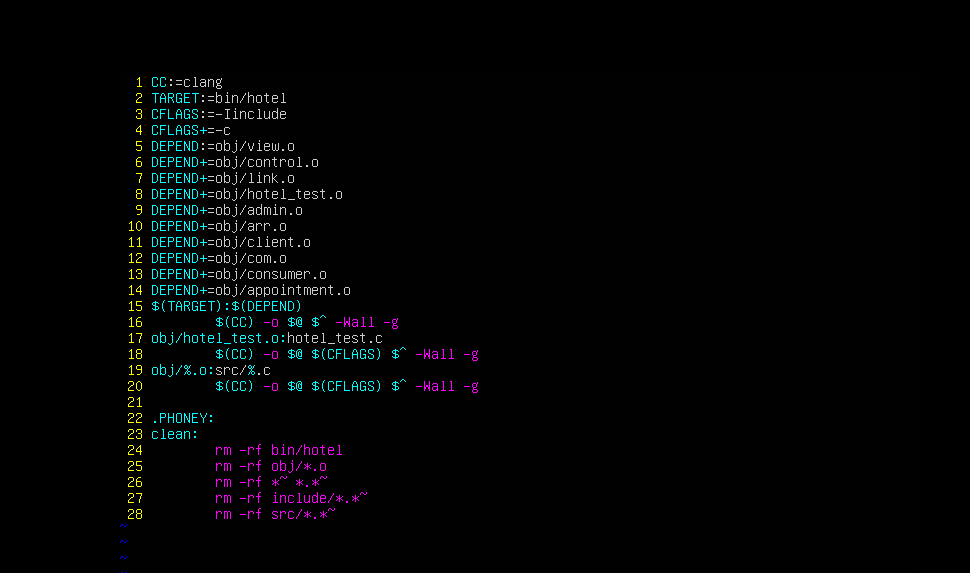 1 CC:=clang
2 TARGET:=bin/hotel
3 CFLAGS:=-Iinclude
4 CFLAGS+=-c
5 DEPEND:=obj/view.o
6 DEPEND+=obj/control.o
7 DEPEND+=obj/link.o
8 DEPEND+=obj/hotel_test.o
9 DEPEND+=obj/admin.o
10 DEPEND+=obj/arr.o
11 DEPEND+=obj/client.o
12 DEPEND+=obj/com.o
13 DEPEND+=obj/consumer.o
14 DEPEND+=obj/appointment.o
15 $(TARGET):$(DEPEND)
16         $(CC) -o $@ $^ -Wall -g
17 obj/hotel_test.o:hotel_test.c
18         $(CC) -o $@ $(CFLAGS) $^ -Wall -g
19 obj/%.o:src/%.c
20         $(CC) -o $@ $(CFLAGS) $^ -Wall -g
21
22 .PHONEY:
23 clean:
24         rm -rf bin/hotel
25         rm -rf obj/*.o
26         rm -rf *~ *.*~
27         rm -rf include/*.*~
28         rm -rf src/*.*~
~
~
~